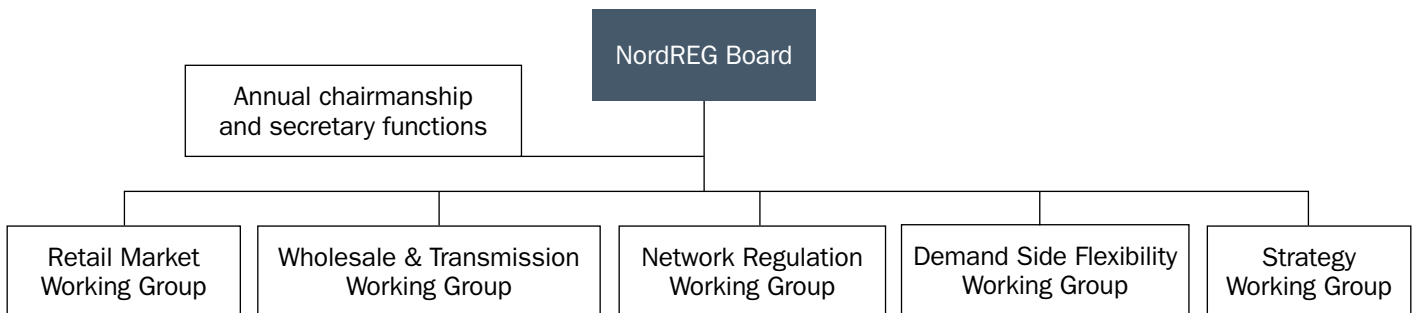 NordREG Board
Annual chairmanship
and secretary functions
Retail Market
Working Group
Wholesale & Transmission
Working Group
Network Regulation
Working Group
Demand Side Flexibility
Working Group
Strategy
Working Group